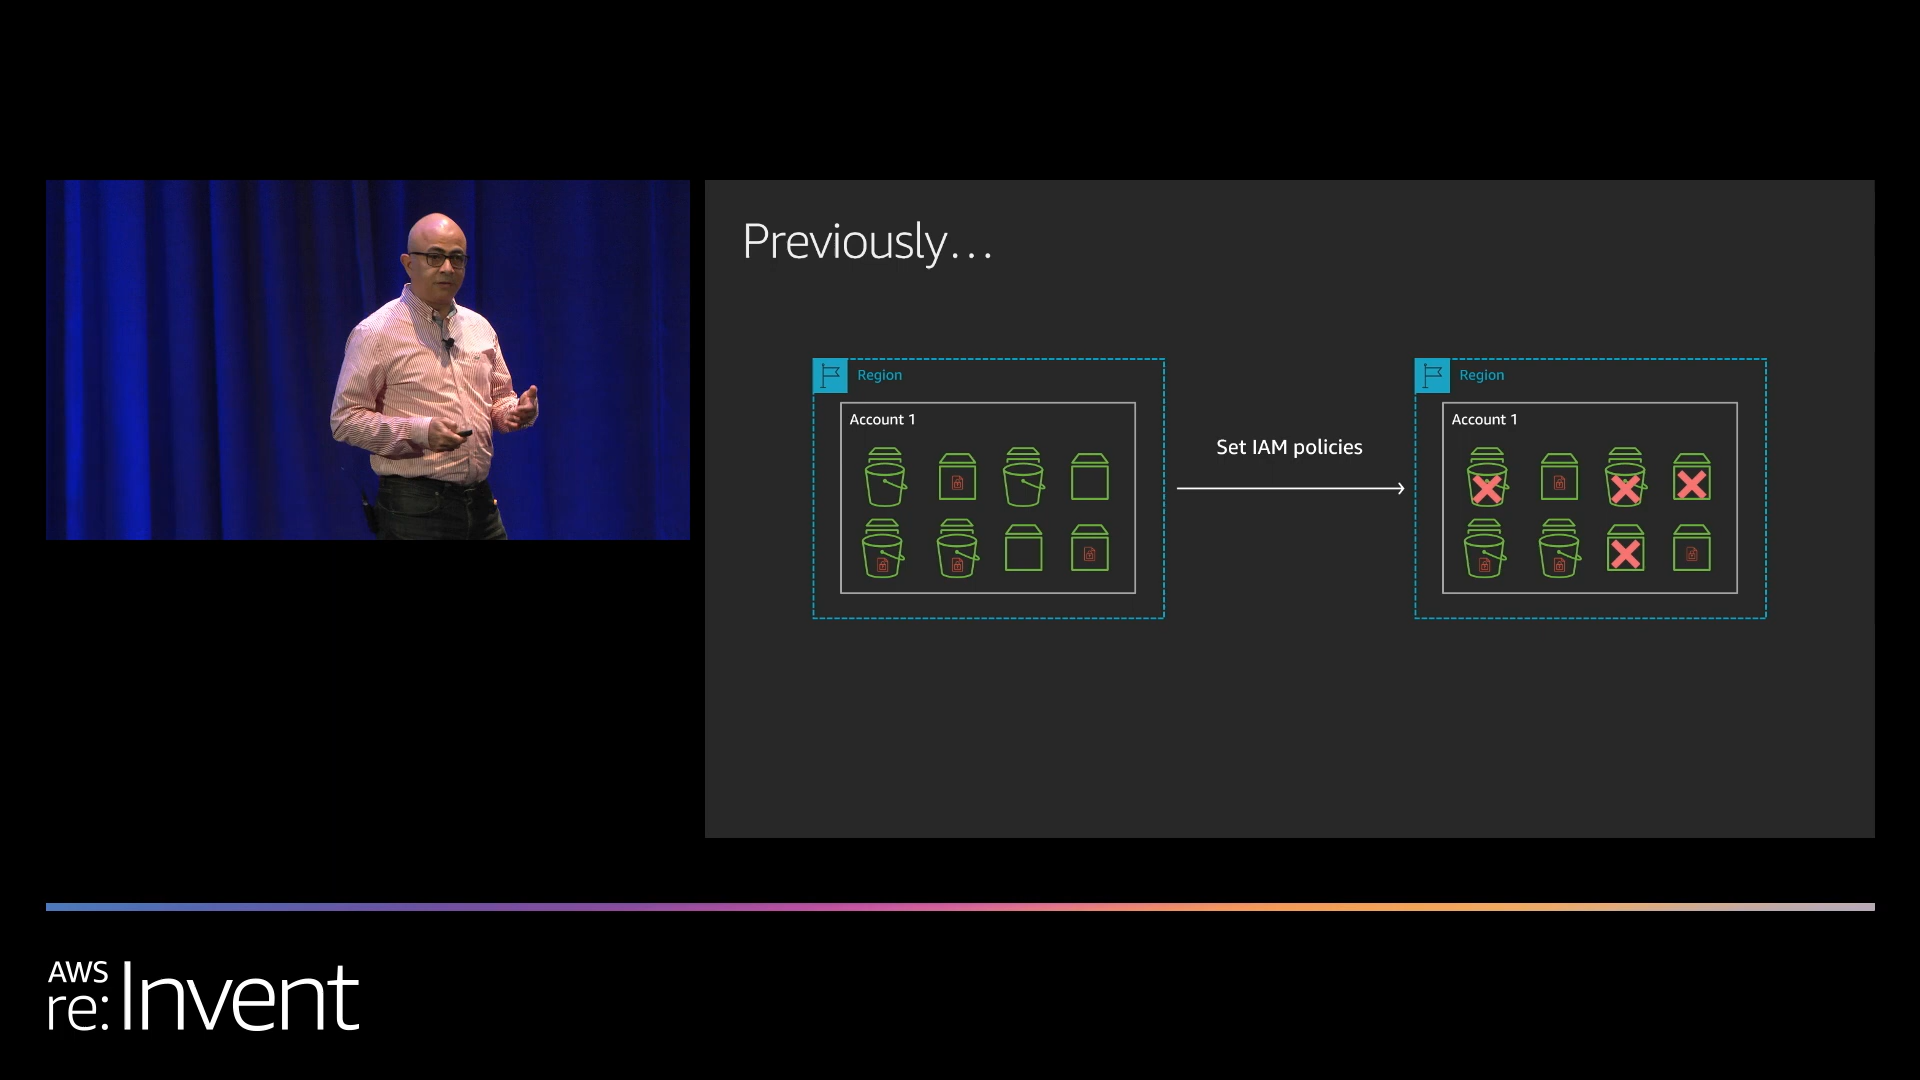 Previously...
Region
Account 1
Set IAM policies
Region
Account 1
AWS
re:Invent